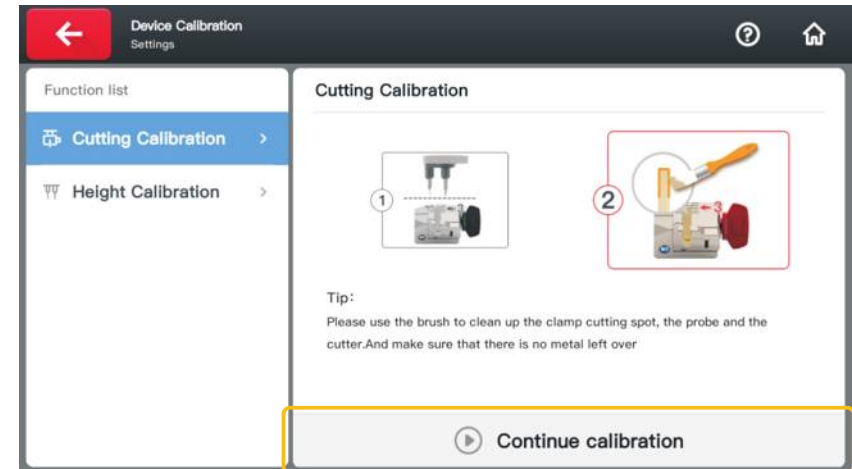 Device Calibration
Settings
Function list
Cutting Calibration
Height Calibration
Cutting Calibration
1
3
2
3
Tip:
Please use the brush to clean up the clamp cutting spot, the probe and the
cutter.And make sure that there is no metal left over
Continue calibration